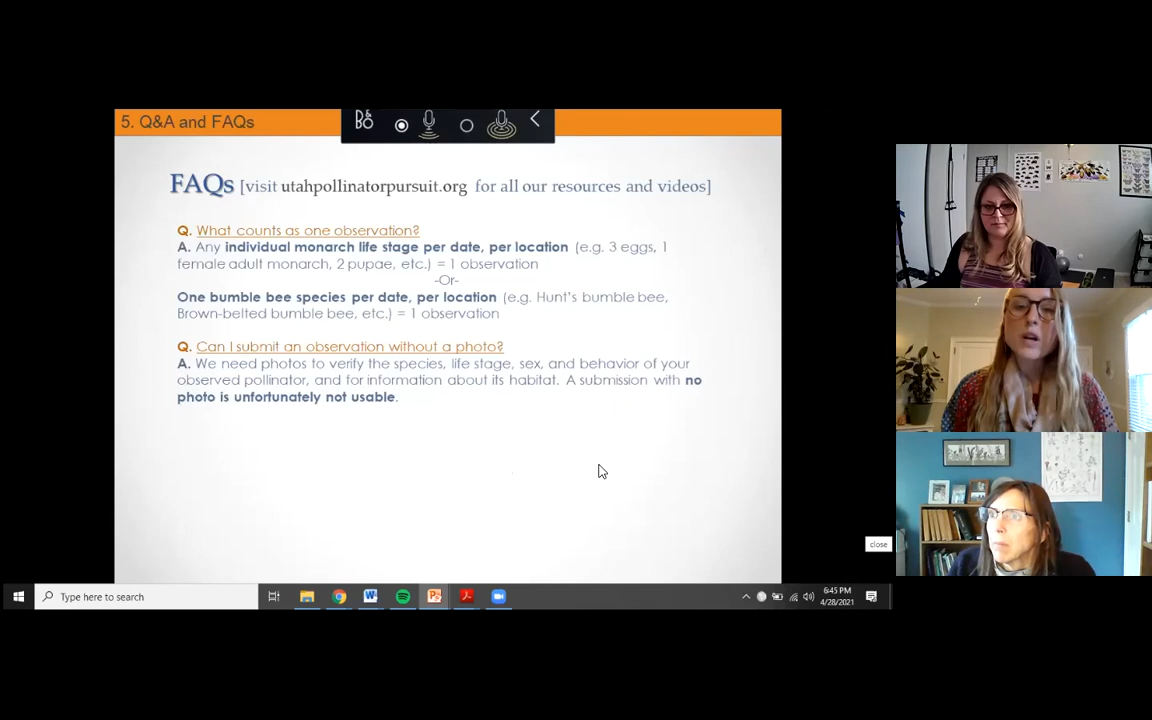 5. Q&A and FAQs
FAQs [visit utahpollinatorpursuit.org for all our resources and videos]
Q. What counts as one observation?
A. Any individual monarch life stage per date, per location (e.g. 3 eggs, 1
female adult monarch, 2 pupae, etc.) = 1 observation
-Or-
One bumble bee species per date, per location (e.g. Hunt's bumble bee,
Brown-belted bumble bee, etc.) = 1 observation
Q. Can I submit an observation without a photo?
A. We need photos to verify the species, life stage, sex, and behavior of your
observed pollinator, and for information about its habitat. A submission with no
photo is unfortunately not usable.
close
Type here to search
6:45 PM
4/28/2021